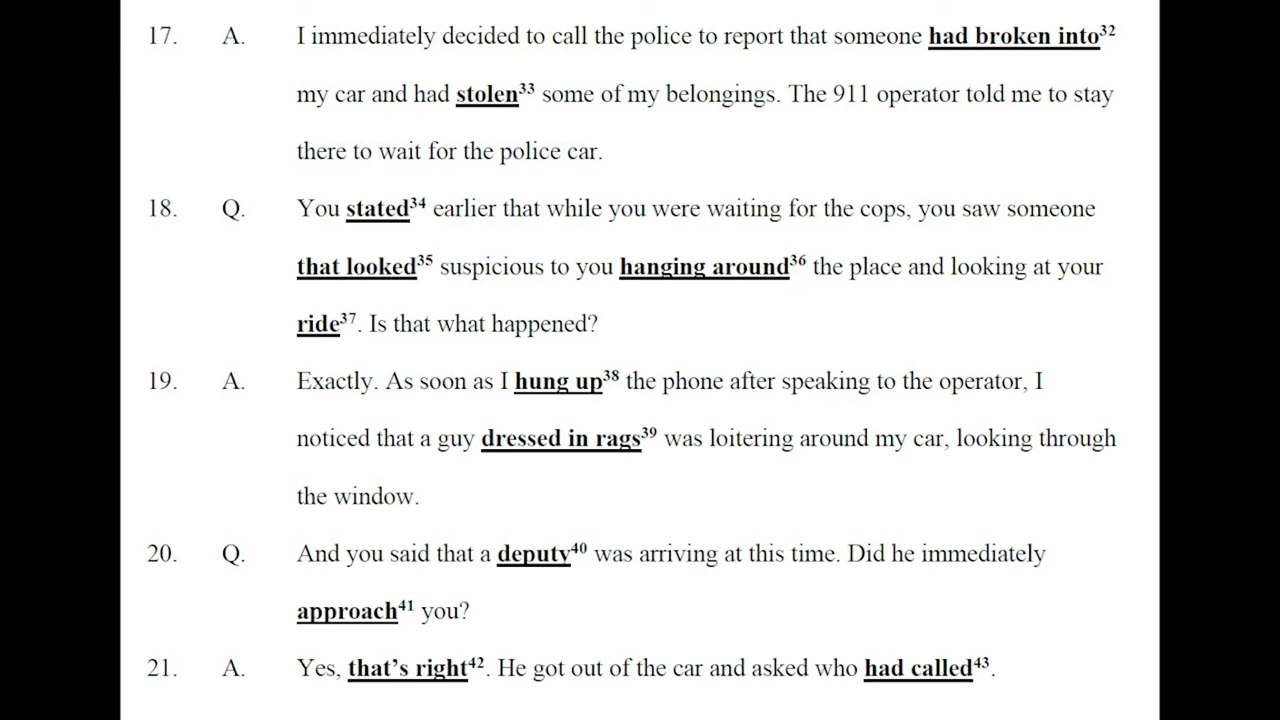 17. A. I immediately decided to call the police to report that someone had broken into32
my car and had stolen33 some of my belongings. The 911 operator told me to stay
there to wait for the police car.
18. Q. You stated34 earlier that while you were waiting for the cops, you saw someone
that looked35 suspicious to you hanging around36 the place and looking at your
ride37. Is that what happened?
19. A. Exactly. As soon as I hung up38 the phone after speaking to the operator, I
noticed that a guy dressed in rags39 was loitering around my car, looking through
the window.
20. Q. And you said that a deputy40 was arriving at this time. Did he immediately
approach41 you?
21. A. Yes, that’s right42. He got out of the car and asked who had called43.